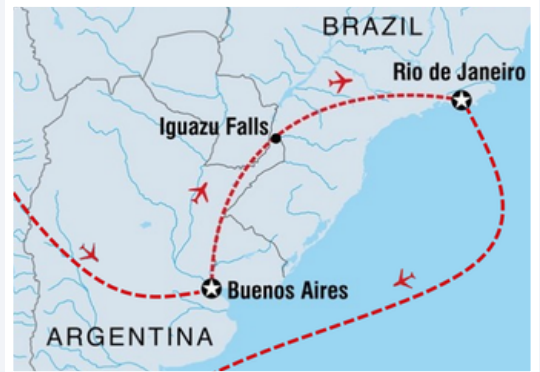 BRAZIL
Rio de Janeiro
Iguazu Falls
Buenos Aires
ARGENTINA